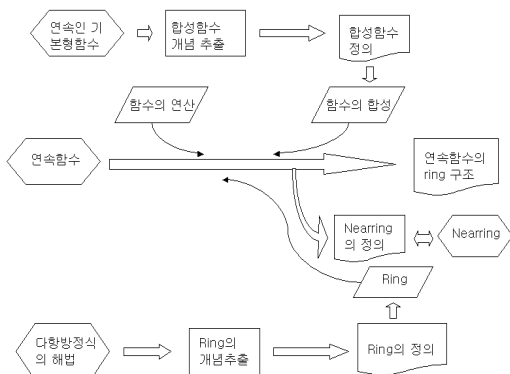 연속인 기
본형함수
합성함수
개념 추출
합성함수
정의
함수의 연산
함수의 합성
연속함수
연속함수의
ring 구조
Nearring
의 정의
Nearring
Ring
다항방정식
의 해법
Ring의
개념추출
Ring의 정의